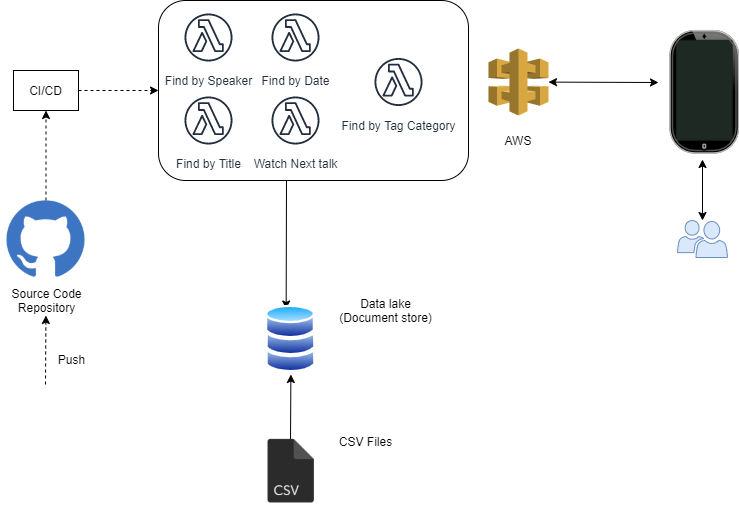 CI/CD
Find by Speaker
Find by Date
Find by Tag Category
Find by Title
Watch Next talk
AWS
Source Code
Repository
Push
Data lake
(Document store)
CSV Files
CSV